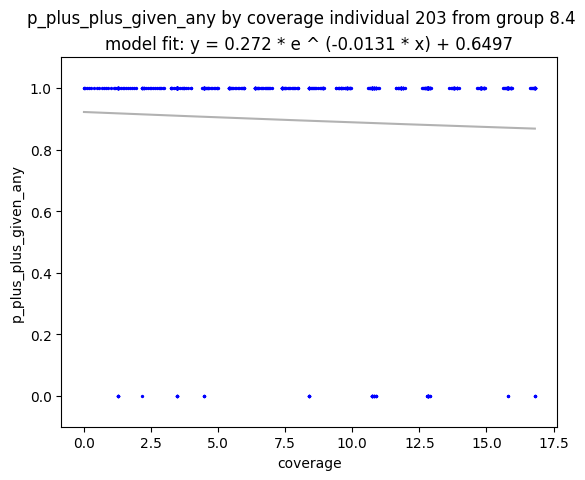 p_plus_plus_given_any by coverage individual 203 from group 8.4
model fit: y = 0.272 * e ^ (-0.0131 * x) + 0.6497
1.0
0.8
0.6
0.4
0.2
0.0
p_plus_plus_given_any
0.0 2.5 5.0 7.5 10.0 12.5 15.0 17.5
coverage